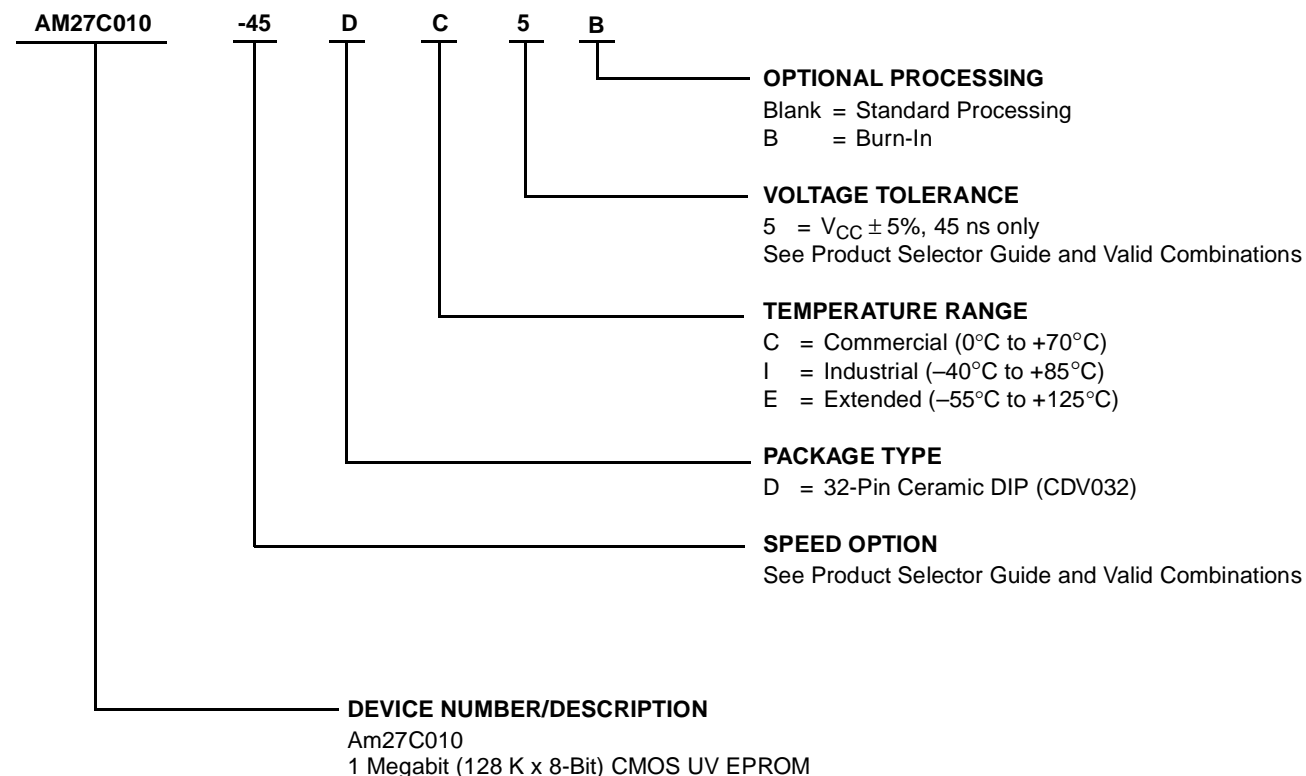 AM27C010 -45 D C 5 B
OPTIONAL PROCESSING
Blank = Standard Processing
B = Burn-In
VOLTAGE TOLERANCE
5 = VCC ± 5%, 45 ns only
See Product Selector Guide and Valid Combinations
TEMPERATURE RANGE
C = Commercial (0°C to +70°C)
I = Industrial (–40°C to +85°C)
E = Extended (–55°C to +125°C)
PACKAGE TYPE
D = 32-Pin Ceramic DIP (CDV032)
SPEED OPTION
See Product Selector Guide and Valid Combinations
DEVICE NUMBER/DESCRIPTION
Am27C010
1 Megabit (128 K x 8-Bit) CMOS UV EPROM